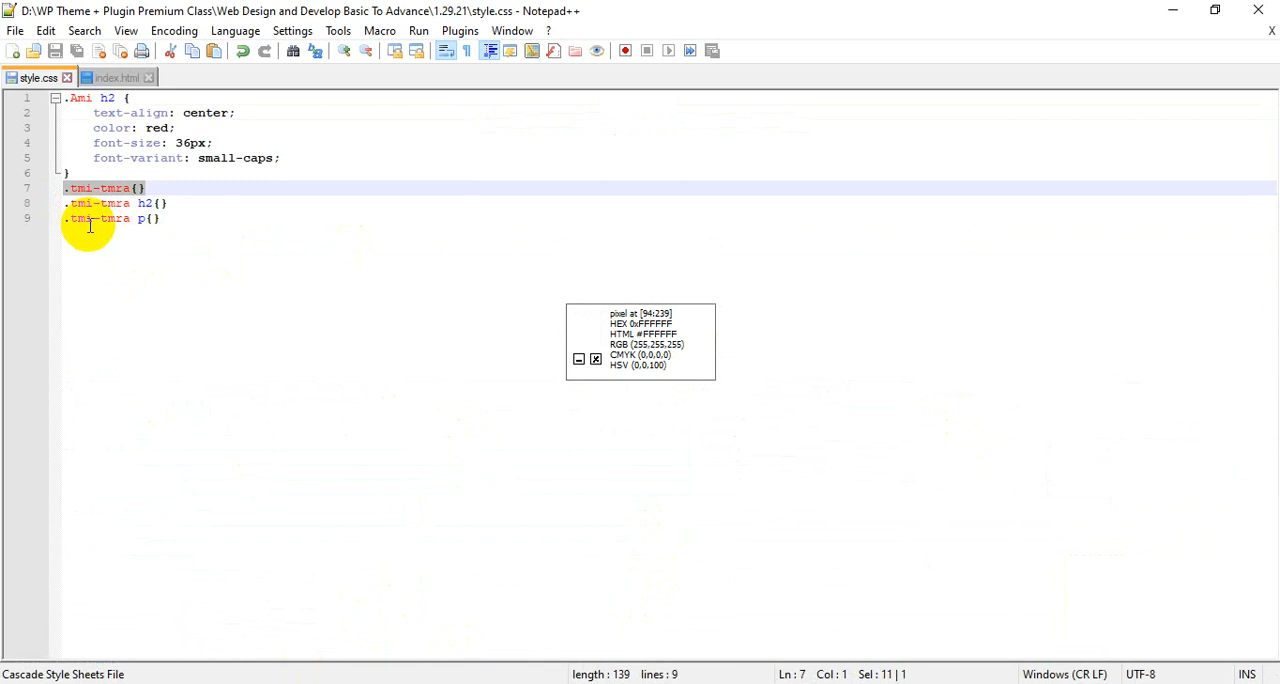 D:\WP Theme + Plugin Premium Class\Web Design and Develop Basic To Advance\1.29.21\style.css - Notepad++
File Edit Search View Encoding Language Settings Tools Macro Run Plugins Window ? X
style.css index.html
1 .Ami h2 {
2 text-align: center;
3 color: red;
4 font-size: 36px;
5 font-variant: small-caps;
6 }
7 .tmi-tmra{}
8 .tmi-tmra h2{}
9 .tmi-tmra p{}
pixel at [94:239]
HEX 0xFFFFFF
HTML #FFFFFF
RGB (255,255,255)
CMYK (0,0,0,0)
HSV (0,0,100)
Cascade Style Sheets File length : 139 lines : 9 Ln : 7 Col : 1 Sel : 11 | 1 Windows (CR LF) UTF-8 INS